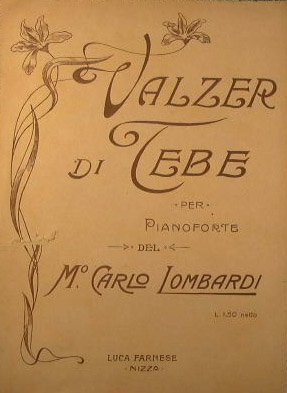 VALZER
DI TEBE
·PER·
PIANOFORTE
DEL
Mº CARLO LOMBARDI
L. 1.50 netto
LUCA FARNESE
·NIZZA·